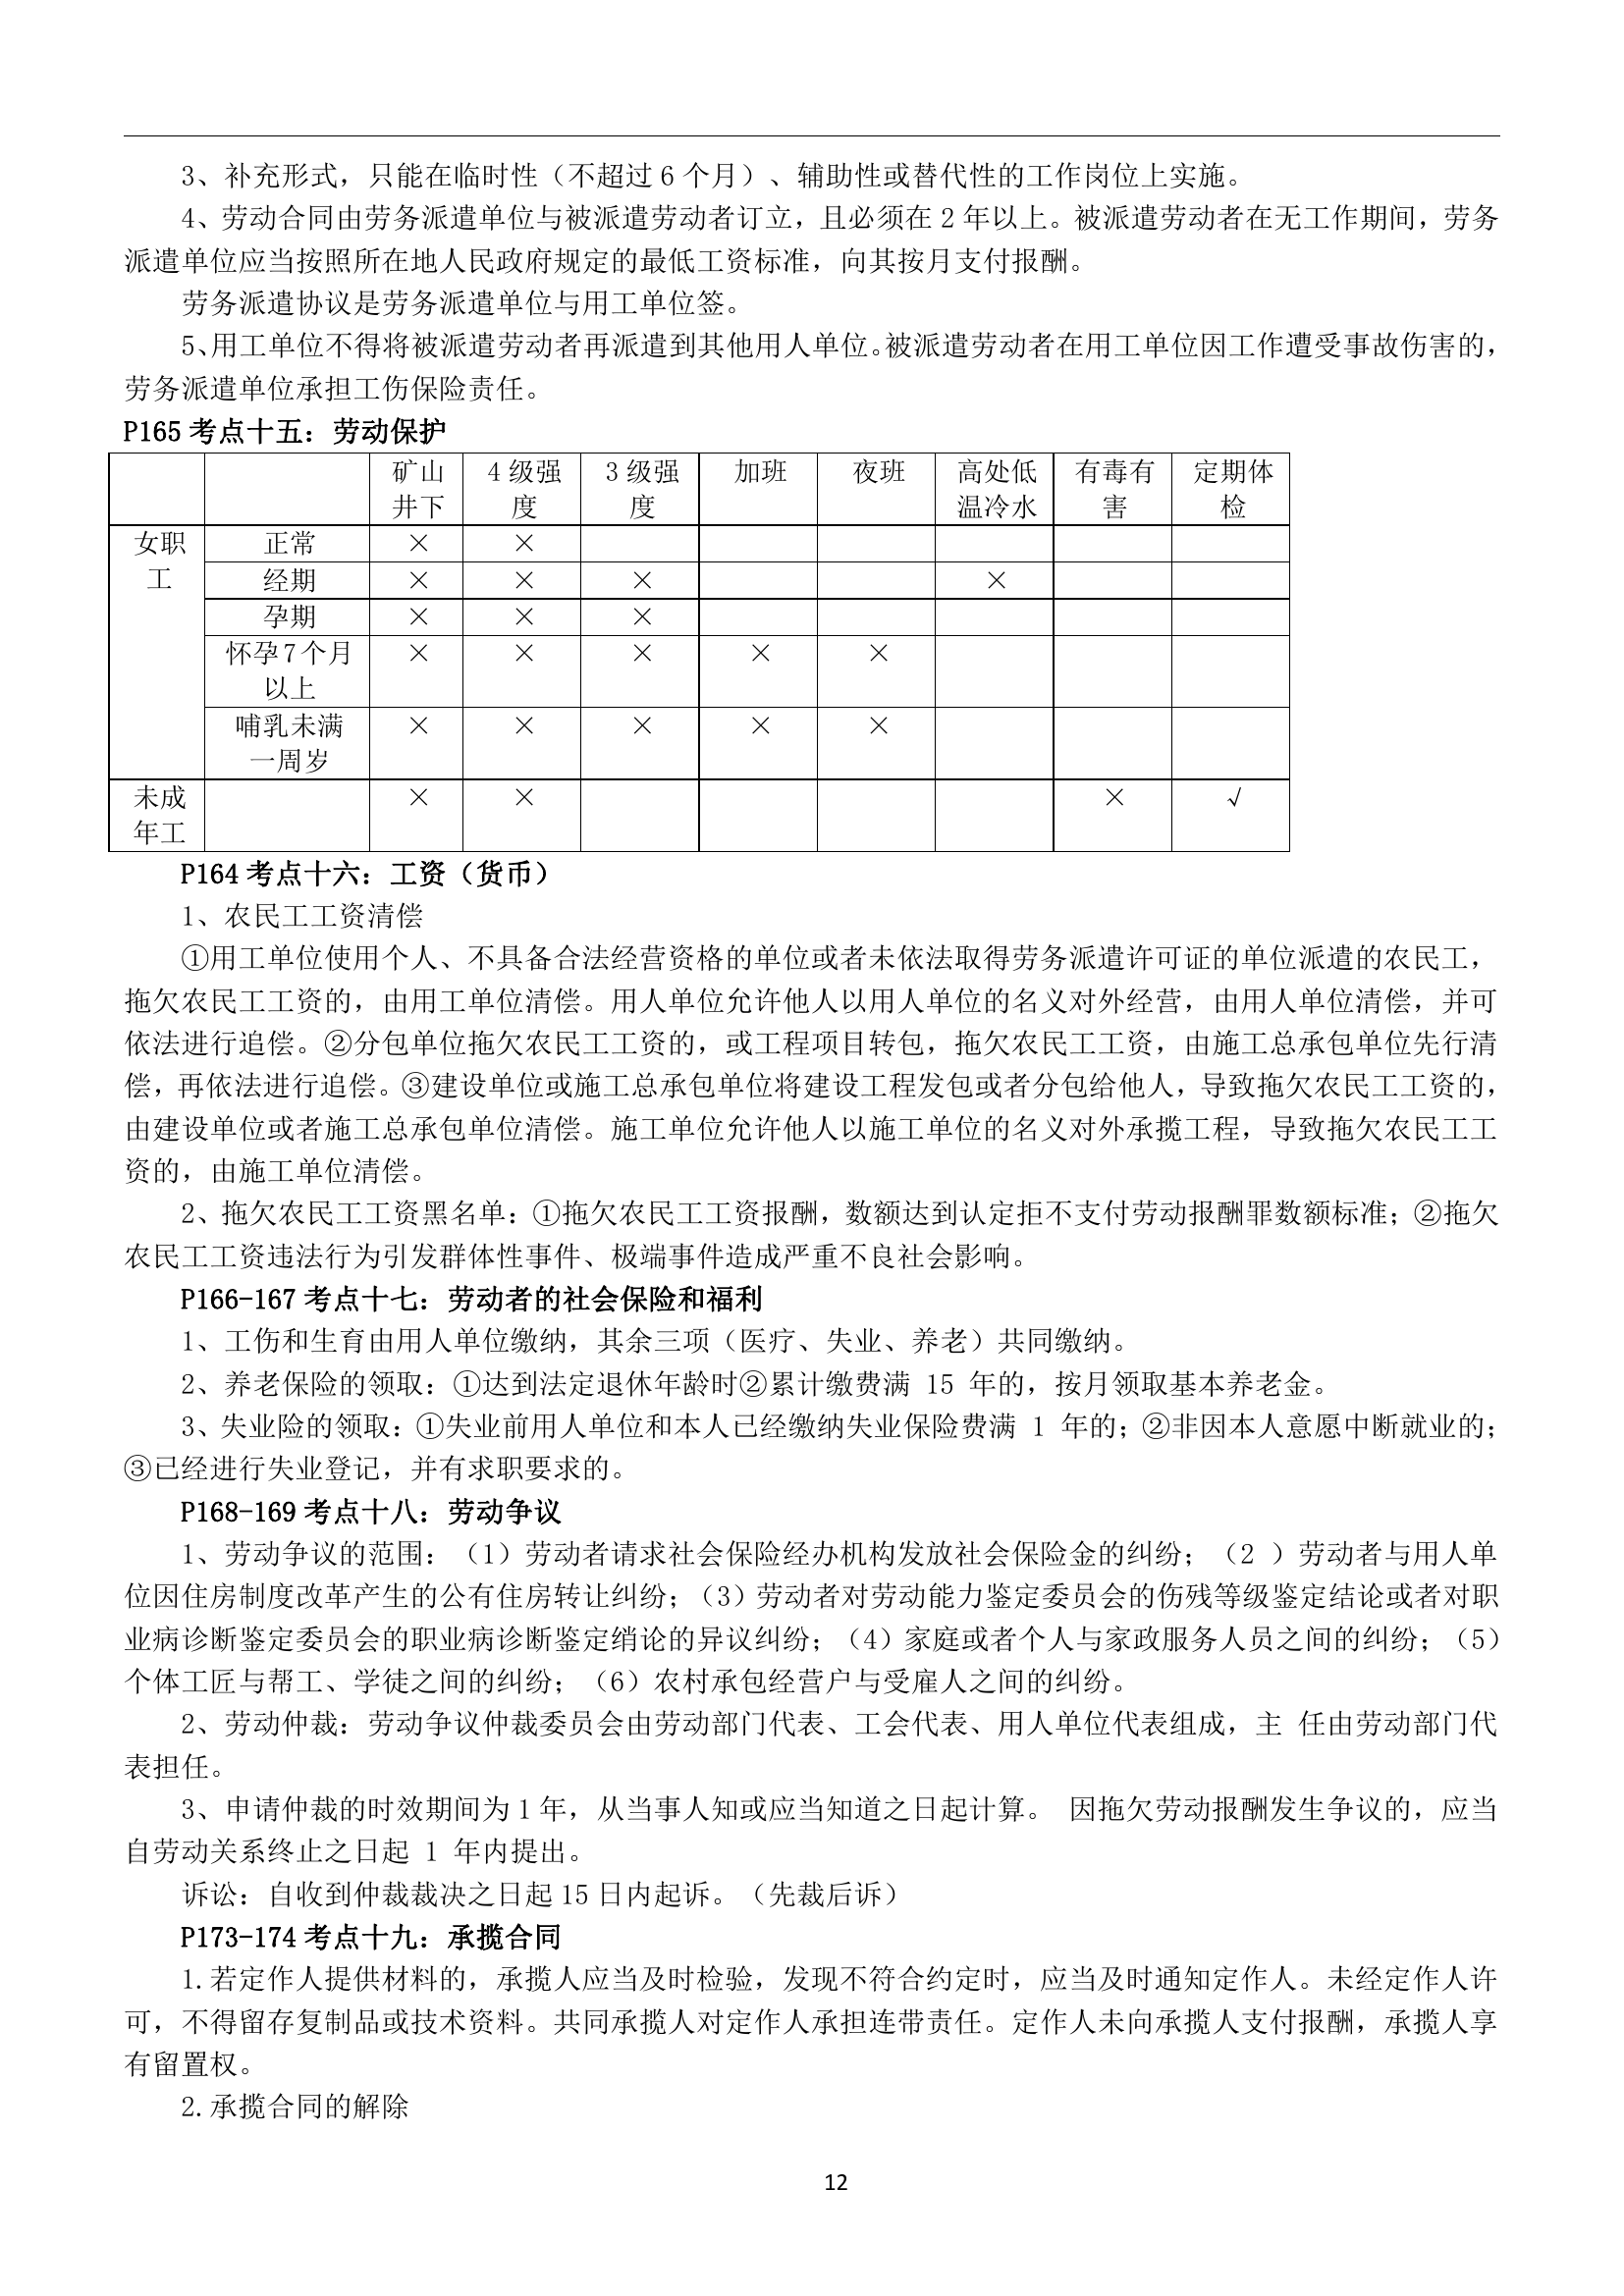 3、补充形式，只能在临时性（不超过 6 个月）、辅助性或替代性的工作岗位上实施。
4、劳动合同由劳务派遣单位与被派遣劳动者订立，且必须在 2 年以上。被派遣劳动者在无工作期间，劳务
派遣单位应当按照所在地人民政府规定的最低工资标准，向其按月支付报酬。
劳务派遣协议是劳务派遣单位与用工单位签。
5、用工单位不得将被派遣劳动者再派遣到其他用人单位。被派遣劳动者在用工单位因工作遭受事故伤害的，
劳务派遣单位承担工伤保险责任。
P165 考点十五：劳动保护
矿山 4 级强 3 级强 加班 夜班 高处低 有毒有 定期体
井下 度 度 温冷水 害 检
女职 正常 × ×
工 经期 × × × ×
孕期 × × ×
怀孕 7 个月 × × × × ×
以上
哺乳未满 × × × × ×
一周岁
未成 × × × √
年工
P164 考点十六：工资（货币）
1、农民工工资清偿
①用工单位使用个人、不具备合法经营资格的单位或者未依法取得劳务派遣许可证的单位派遣的农民工，
拖欠农民工工资的，由用工单位清偿。用人单位允许他人以用人单位的名义对外经营，由用人单位清偿，并可
依法进行追偿。②分包单位拖欠农民工工资的，或工程项目转包，拖欠农民工工资，由施工总承包单位先行清
偿，再依法进行追偿。③建设单位或施工总承包单位将建设工程发包或者分包给他人，导致拖欠农民工工资的，
由建设单位或者施工总承包单位清偿。施工单位允许他人以施工单位的名义对外承揽工程，导致拖欠农民工工
资的，由施工单位清偿。
2、拖欠农民工工资黑名单：①拖欠农民工工资报酬，数额达到认定拒不支付劳动报酬罪数额标准；②拖欠
农民工工资违法行为引发群体性事件、极端事件造成严重不良社会影响。
P166-167 考点十七：劳动者的社会保险和福利
1、工伤和生育由用人单位缴纳，其余三项（医疗、失业、养老）共同缴纳。
2、养老保险的领取：①达到法定退休年龄时②累计缴费满 15 年的，按月领取基本养老金。
3、失业险的领取：①失业前用人单位和本人已经缴纳失业保险费满 1 年的；②非因本人意愿中断就业的；
③已经进行失业登记，并有求职要求的。
P168-169 考点十八：劳动争议
1、劳动争议的范围：（1）劳动者请求社会保险经办机构发放社会保险金的纠纷；（2 ）劳动者与用人单
位因住房制度改革产生的公有住房转让纠纷；（3）劳动者对劳动能力鉴定委员会的伤残等级鉴定结论或者对职
业病诊断鉴定委员会的职业病诊断鉴定绡论的异议纠纷；（4）家庭或者个人与家政服务人员之间的纠纷；（5）
个体工匠与帮工、学徒之间的纠纷；（6）农村承包经营户与受雇人之间的纠纷。
2、劳动仲裁：劳动争议仲裁委员会由劳动部门代表、工会代表、用人单位代表组成，主 任由劳动部门代
表担任。
3、申请仲裁的时效期间为 1 年，从当事人知或应当知道之日起计算。 因拖欠劳动报酬发生争议的，应当
自劳动关系终止之日起 1 年内提出。
诉讼：自收到仲裁裁决之日起 15 日内起诉。（先裁后诉）
P173-174 考点十九：承揽合同
1.若定作人提供材料的，承揽人应当及时检验，发现不符合约定时，应当及时通知定作人。未经定作人许
可，不得留存复制品或技术资料。共同承揽人对定作人承担连带责任。定作人未向承揽人支付报酬，承揽人享
有留置权。
2.承揽合同的解除
12